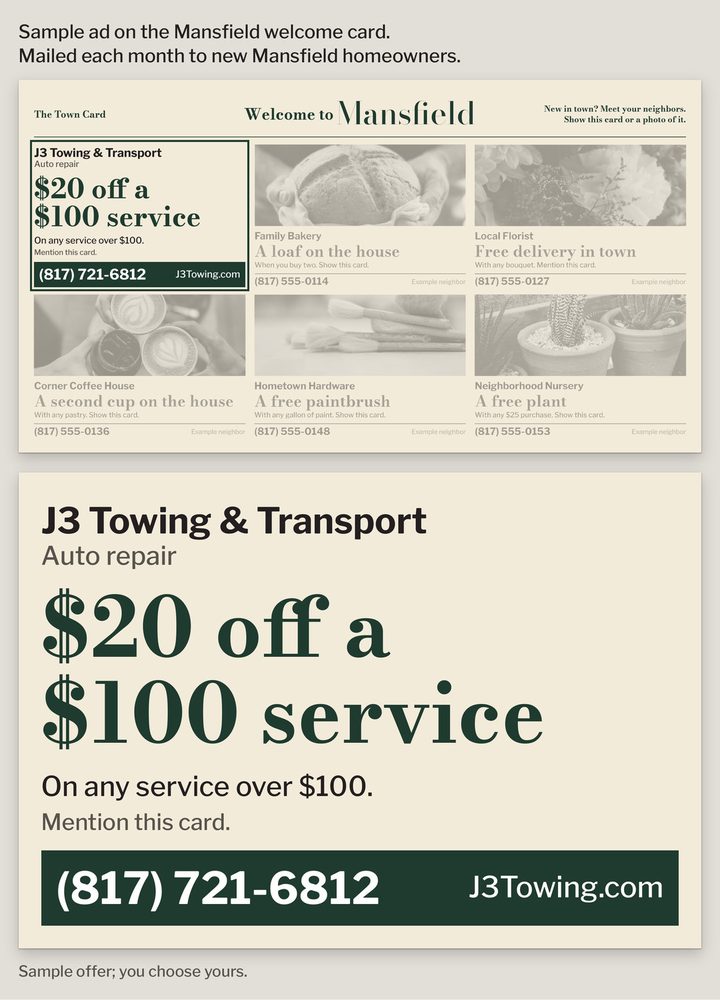 Sample ad on the Mansfield welcome card.
Mailed each month to new Mansfield homeowners.
The Town Card
Welcome to Mansfield
New in town? Meet your neighbors.
Show this card or a photo of it.
J3 Towing & Transport
Auto repair
$20 off a
$100 service
On any service over $100.
Mention this card.
(817) 721-6812 J3Towing.com
Family Bakery
A loaf on the house
When you buy two. Show this card.
(817) 555-0114 Example neighbor
Local Florist
Free delivery in town
With any bouquet. Mention this card.
(817) 555-0127 Example neighbor
Corner Coffee House
A second cup on the house
With any pastry. Show this card.
(817) 555-0136 Example neighbor
Hometown Hardware
A free paintbrush
With any gallon of paint. Show this card.
(817) 555-0148 Example neighbor
Neighborhood Nursery
A free plant
With any $25 purchase. Show this card.
(817) 555-0153 Example neighbor
J3 Towing & Transport
Auto repair
$20 off a
$100 service
On any service over $100.
Mention this card.
(817) 721-6812 J3Towing.com
Sample offer; you choose yours.